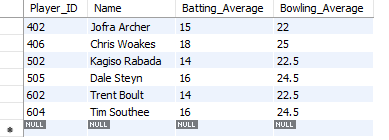 Player_ID Name Batting_Average Bowling_Average
402 Jofra Archer 15 22
406 Chris Woakes 18 25
502 Kagiso Rabada 14 22.5
505 Dale Steyn 16 24.5
602 Trent Boult 14 22.5
604 Tim Southee 16 24.5
NULL NULL NULL NULL